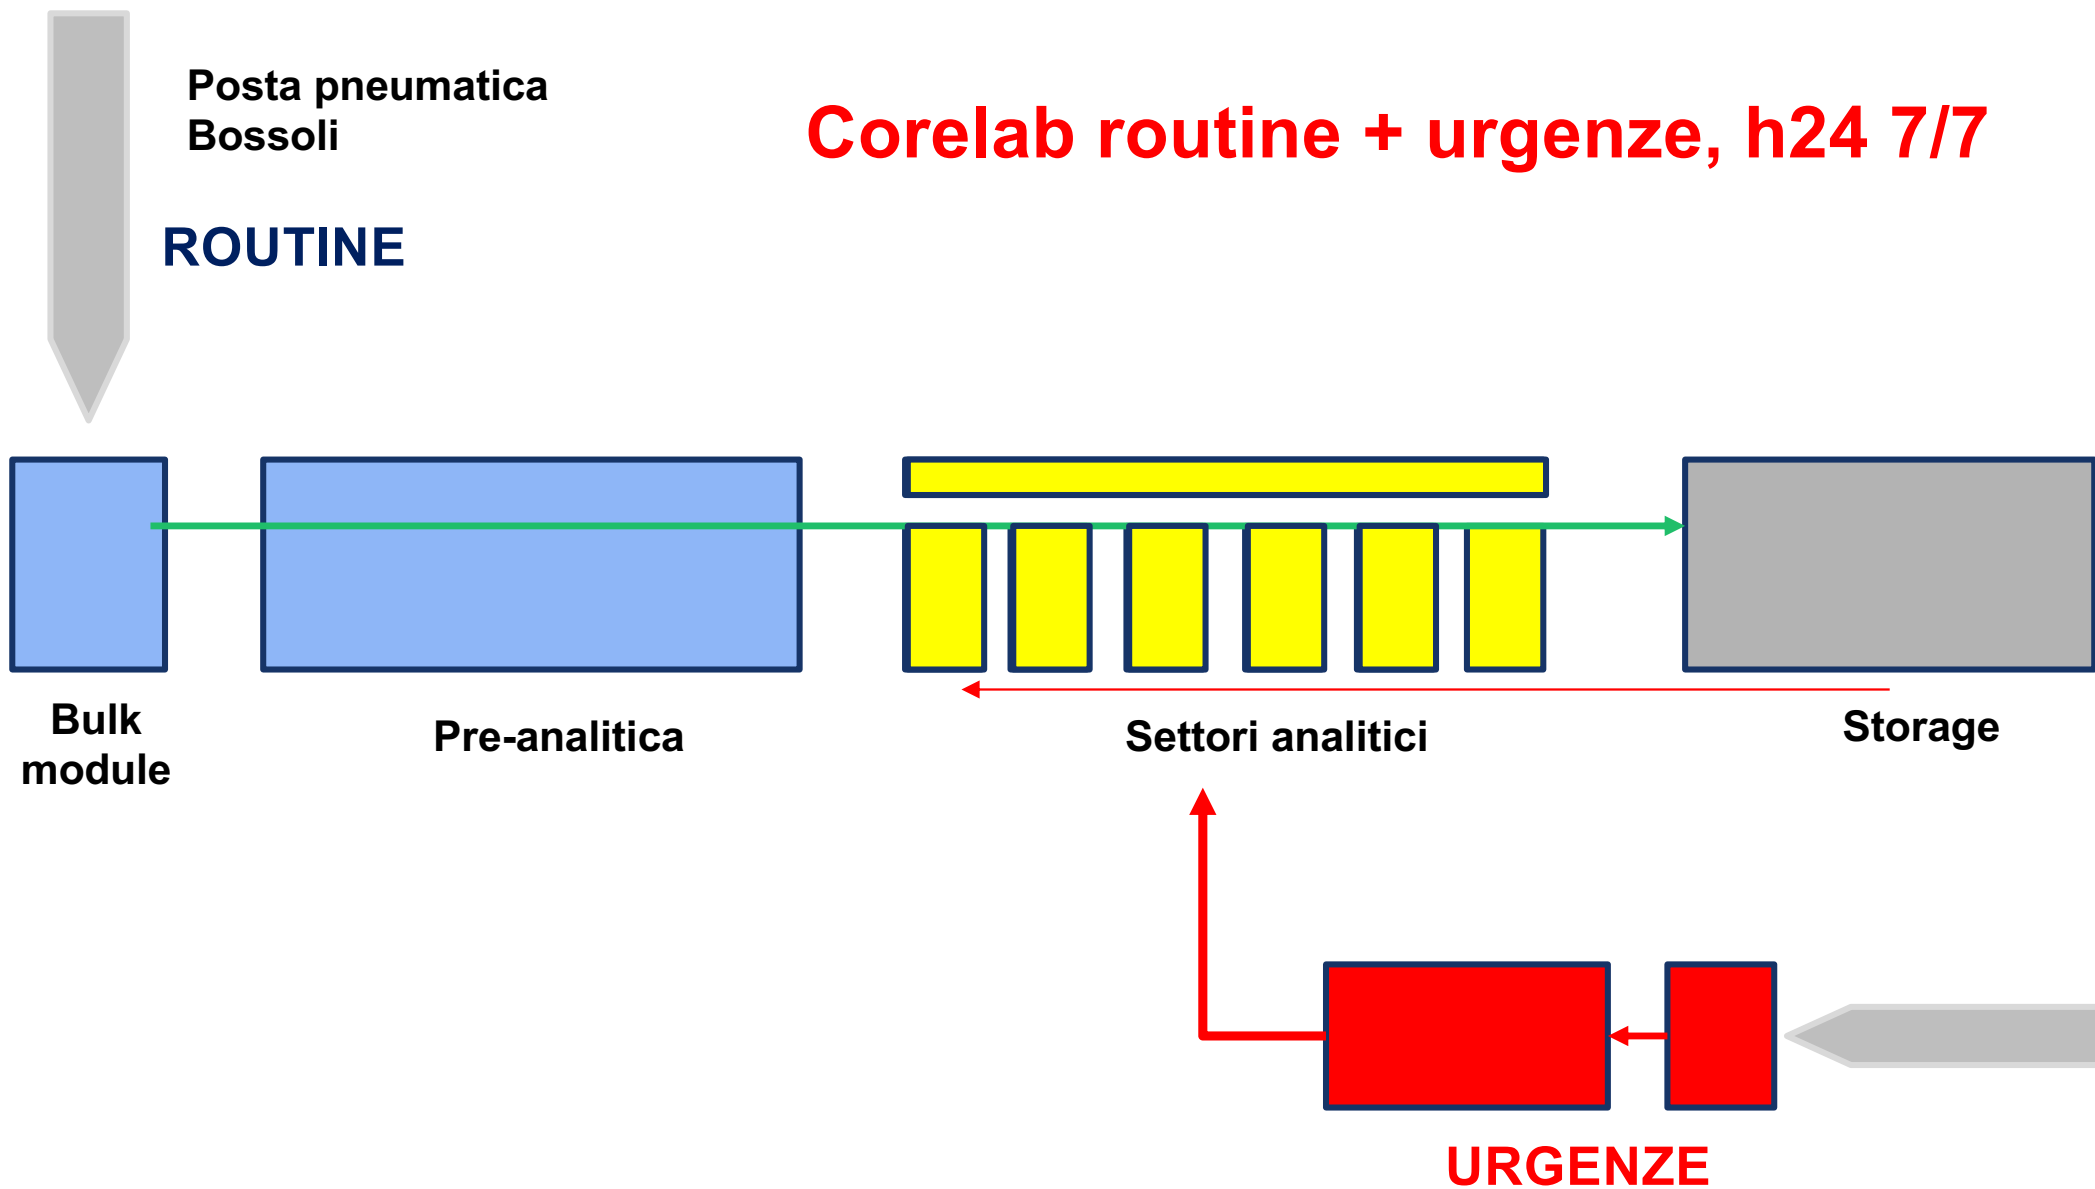 Posta pneumatica
Bossoli
Corelab routine + urgenze, h24 7/7
ROUTINE
Bulk
module
Pre-analitica
Settori analitici
Storage
URGENZE